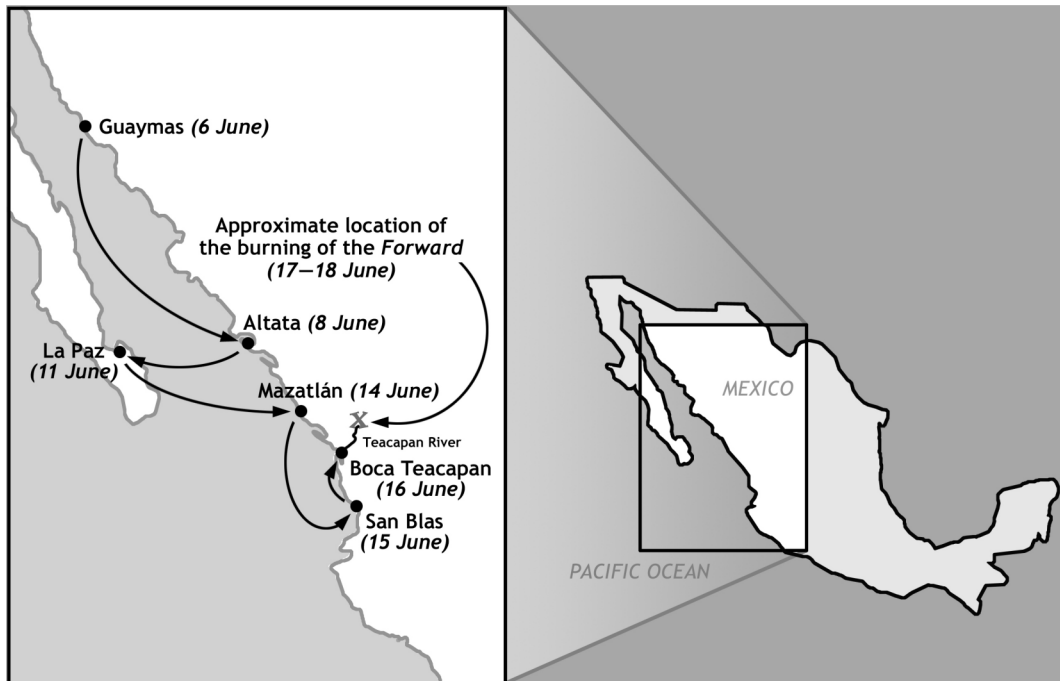 Guaymas (6 June)
Approximate location of
the burning of the Forward
(17—18 June)
Altata (8 June)
La Paz
(11 June)
Mazatlán (14 June)
X
Teacapan River
Boca Teacapan
(16 June)
San Blas
(15 June)
MEXICO
PACIFIC OCEAN